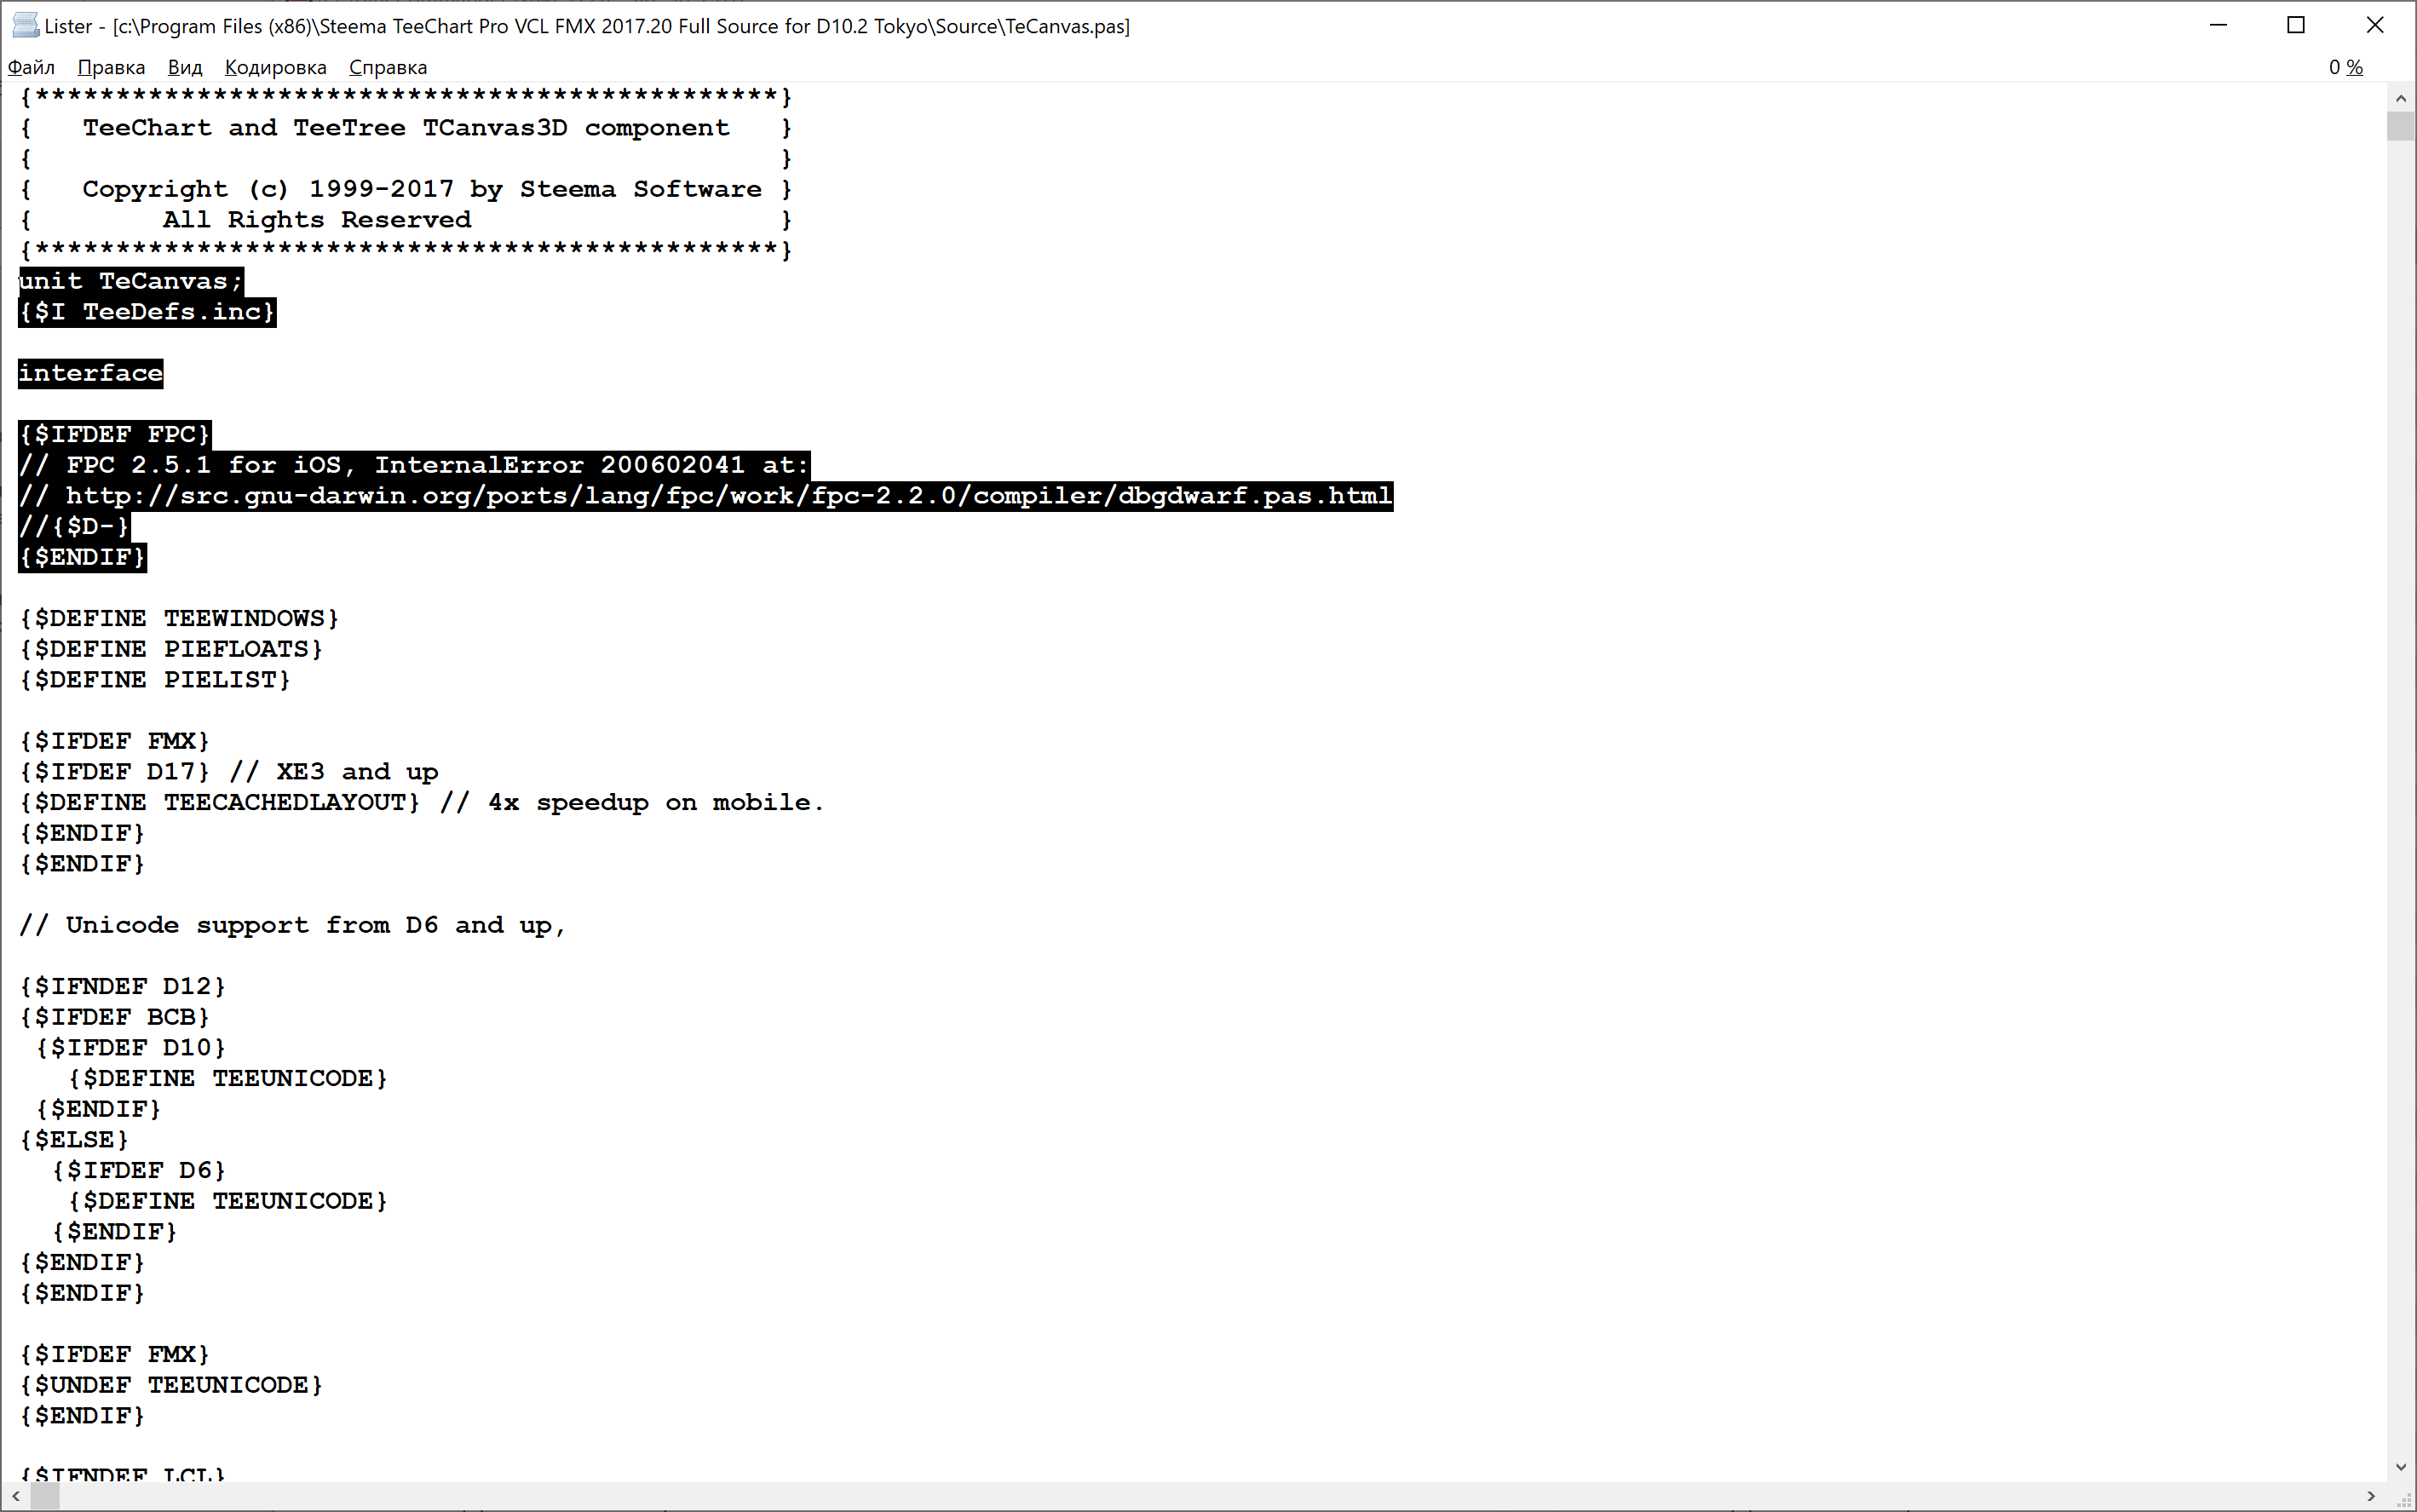 Lister - [c:\Program Files (x86)\Steema TeeChart Pro VCL FMX 2017.20 Full Source for D10.2 Tokyo\Source\TeCanvas.pas]
Файл Правка Вид Кодировка Справка 0 %
{**********************************************}
{   TeeChart and TeeTree TCanvas3D component   }
{                                              }
{   Copyright (c) 1999-2017 by Steema Software }
{        All Rights Reserved                   }
{**********************************************}
unit TeCanvas;
{$I TeeDefs.inc}
interface
{$IFDEF FPC}
// FPC 2.5.1 for iOS, InternalError 200602041 at:
// http://src.gnu-darwin.org/ports/lang/fpc/work/fpc-2.2.0/compiler/dbgdwarf.pas.html
//{$D-}
{$ENDIF}
{$DEFINE TEEWINDOWS}
{$DEFINE PIEFLOATS}
{$DEFINE PIELIST}
{$IFDEF FMX}
{$IFDEF D17} // XE3 and up
{$DEFINE TEECACHEDLAYOUT} // 4x speedup on mobile.
{$ENDIF}
{$ENDIF}
// Unicode support from D6 and up,
{$IFNDEF D12}
{$IFDEF BCB}
 {$IFDEF D10}
   {$DEFINE TEEUNICODE}
 {$ENDIF}
{$ELSE}
  {$IFDEF D6}
   {$DEFINE TEEUNICODE}
  {$ENDIF}
{$ENDIF}
{$ENDIF}
{$IFDEF FMX}
{$UNDEF TEEUNICODE}
{$ENDIF}
{$IFNDEF LCL}